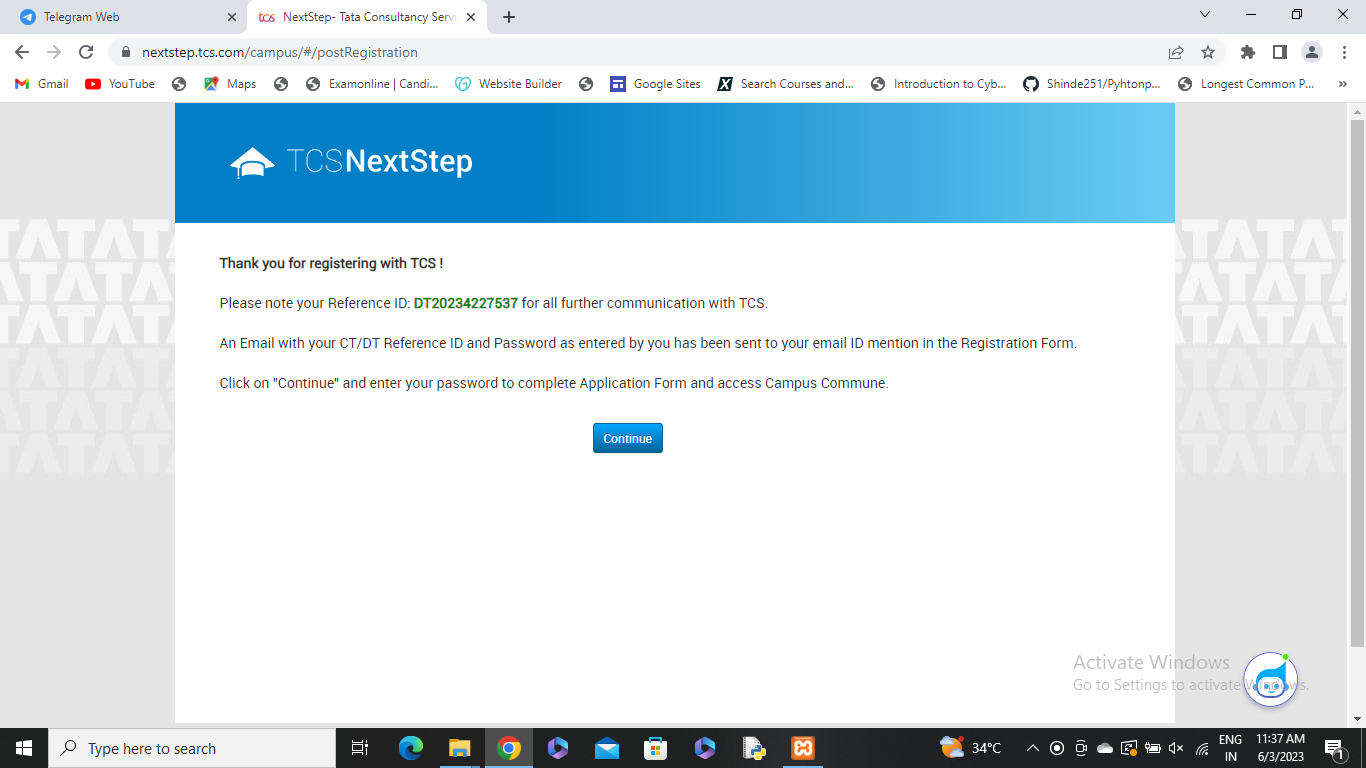 Telegram Web
tcs NextStep- Tata Consultancy Servi
nextstep.tcs.com/campus/#/postRegistration
Gmail YouTube Maps Examonline | Candi... Website Builder Google Sites Search Courses and... Introduction to Cyb... Shinde251/Pyhtonp... Longest Common P... »
TCS NextStep
Thank you for registering with TCS !
Please note your Reference ID: DT20234227537 for all further communication with TCS.
An Email with your CT/DT Reference ID and Password as entered by you has been sent to your email ID mention in the Registration Form.
Click on "Continue" and enter your password to complete Application Form and access Campus Commune.
Continue
Activate Windows
Go to Settings to activate Windows.
Type here to search
34°C
ENG
IN
11:37 AM
6/3/2023
1